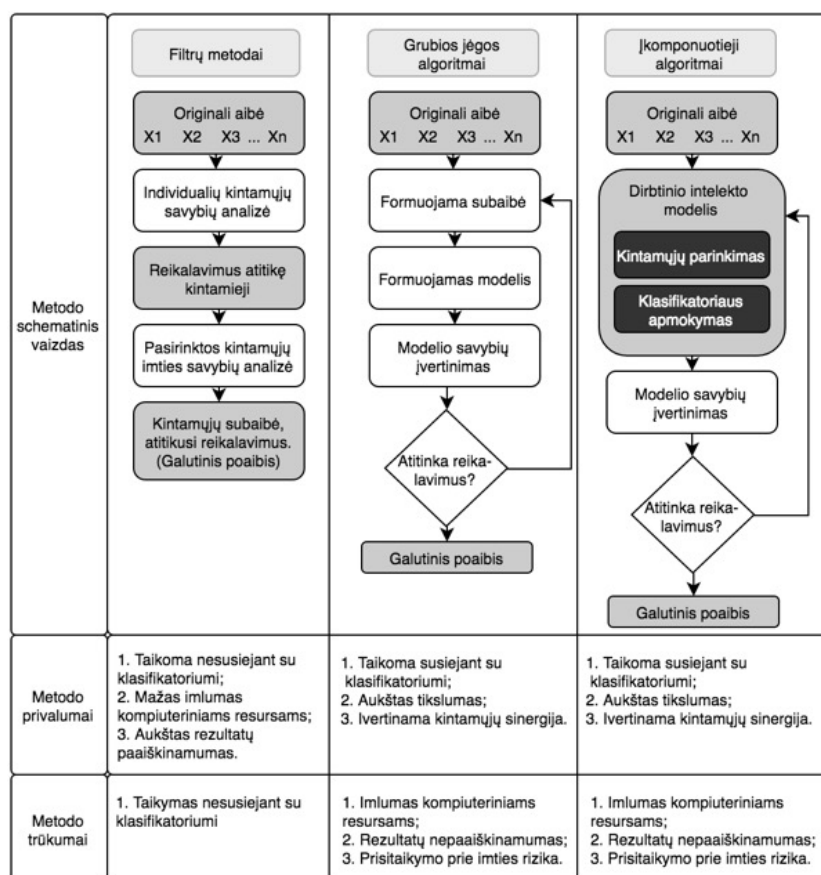 Filtrų metodai
Grubios jėgos
algoritmai
Įkomponuotieji
algoritmai
Metodo
schematinis
vaizdas
Originali aibė
X1 X2 X3 ... Xn
Individualių kintamųjų
savybių analizė
Reikalavimus atitikę
kintamieji
Pasirinktos kintamųjų
imties savybių analizė
Kintamųjų subaibė,
atitikusi reikalavimus.
(Galutinis poaibis)
Originali aibė
X1 X2 X3 ... Xn
Formuojama subaibė
Formuojamas modelis
Modelio savybių
įvertinimas
Atitinka reika-
lavimus?
Galutinis poaibis
Originali aibė
X1 X2 X3 ... Xn
Dirbtinio intelekto
modelis
Kintamųjų parinkimas
Klasifikatoriaus
apmokymas
Modelio savybių
įvertinimas
Atitinka reika-
lavimus?
Galutinis poaibis
Metodo
privalumai
1. Taikoma nesusiejant su
klasifikatoriumi;
2. Mažas imlumas
kompiuteriniams resursams;
3. Aukštas rezultatų
paaiškinamumas.
1. Taikoma susiejant su
klasifikatoriumi;
2. Aukštas tikslumas;
3. Ivertinama kintamųjų sinergija.
1. Taikoma susiejant su
klasifikatoriumi;
2. Aukštas tikslumas;
3. Ivertinama kintamųjų sinergija.
Metodo
trūkumai
1. Taikymas nesusiejant su
klasifikatoriumi
1. Imlumas kompiuteriniams
resursams;
2. Rezultatų nepaaiškinamumas;
3. Prisitaikymo prie imties rizika.
1. Imlumas kompiuteriniams
resursams;
2. Rezultatų nepaaiškinamumas;
3. Prisitaikymo prie imties rizika.